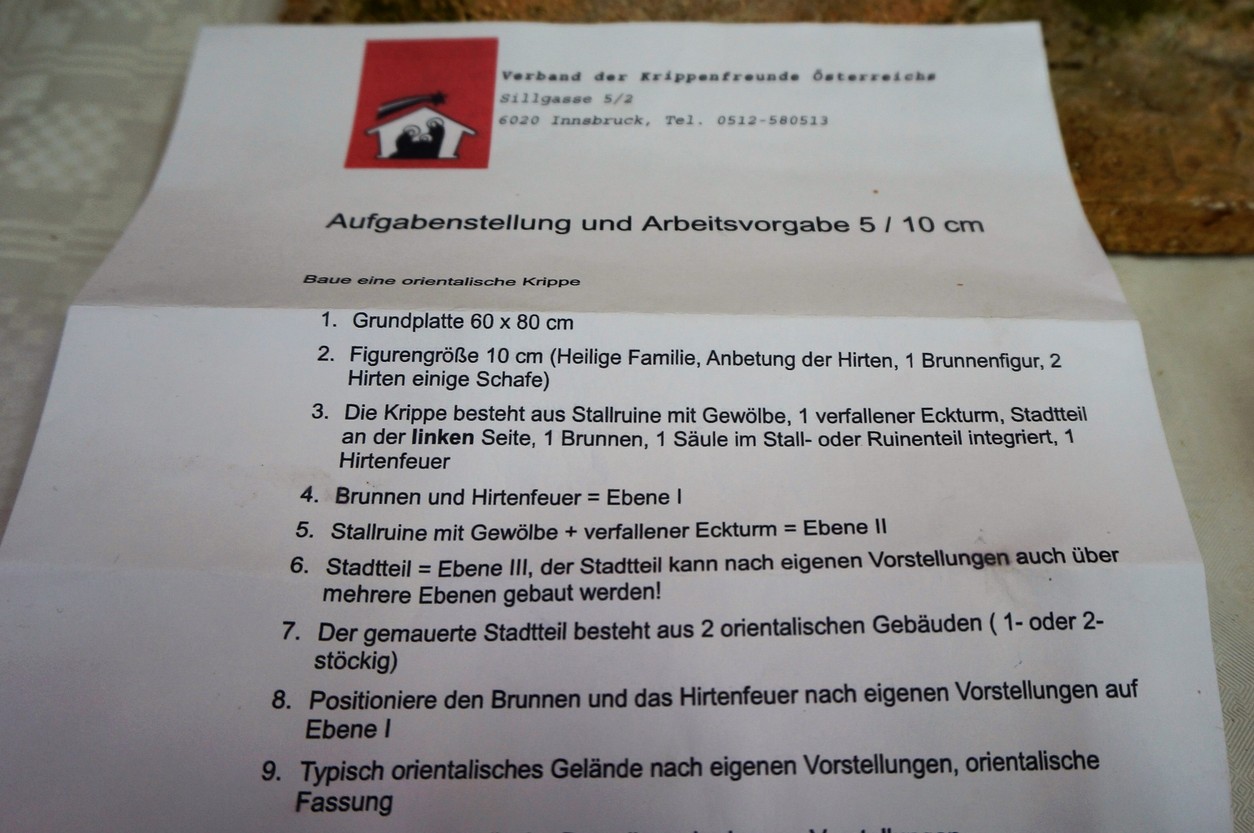 Verband der Krippenfreunde Österreichs
Sillgasse 5/2
6020 Innsbruck, Tel. 0512-580513
Aufgabenstellung und Arbeitsvorgabe 5 / 10 cm
Baue eine orientalische Krippe
1. Grundplatte 60 x 80 cm
2. Figurengröße 10 cm (Heilige Familie, Anbetung der Hirten, 1 Brunnenfigur, 2
Hirten einige Schafe)
3. Die Krippe besteht aus Stallruine mit Gewölbe, 1 verfallener Eckturm, Stadtteil
an der linken Seite, 1 Brunnen, 1 Säule im Stall- oder Ruinenteil integriert, 1
Hirtenfeuer
4. Brunnen und Hirtenfeuer = Ebene I
5. Stallruine mit Gewölbe + verfallener Eckturm = Ebene II
6. Stadtteil = Ebene III, der Stadtteil kann nach eigenen Vorstellungen auch über
mehrere Ebenen gebaut werden!
7. Der gemauerte Stadtteil besteht aus 2 orientalischen Gebäuden ( 1- oder 2-
stöckig)
8. Positioniere den Brunnen und das Hirtenfeuer nach eigenen Vorstellungen auf
Ebene I
9. Typisch orientalisches Gelände nach eigenen Vorstellungen, orientalische
Fassung